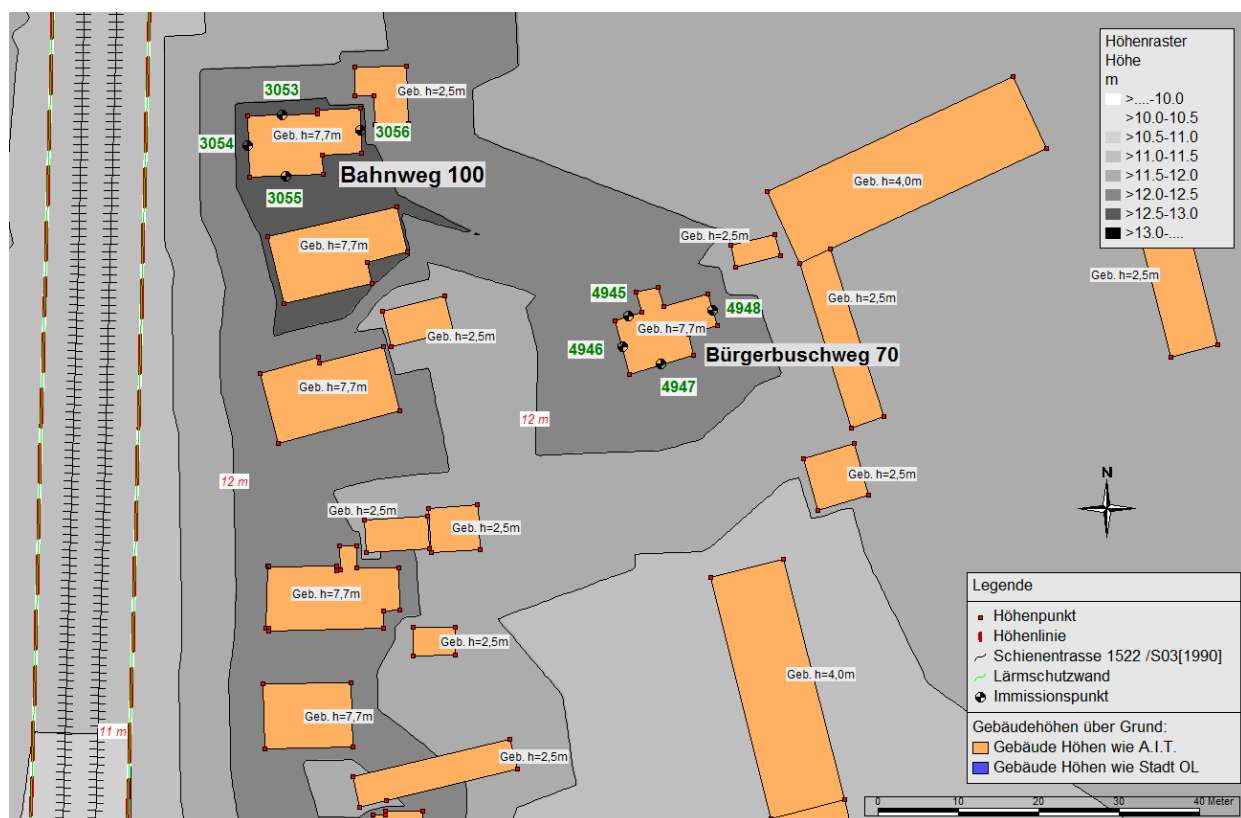 3053
Geb. h=2,5m
3054
Geb. h=7,7m
3056
3055
Bahnweg 100
Geb. h=4,0m
Geb. h=7,7m
Geb. h=2,5m
Geb. h=2,5m
4945
4948
Geb. h=2,5m
4946
Geb. h=7,7m
Geb. h=2,5m
Bürgerbuschweg 70
4947
Geb. h=7,7m
12 m
12 m
Geb. h=2,5m
Geb. h=2,5m
Geb. h=2,5m
Geb. h=7,7m
Geb. h=2,5m
Geb. h=4,0m
Geb. h=7,7m
11 m
Geb. h=2,5m
Höhenraster
Höhe
m
>....-10.0
>10.0-10.5
>10.5-11.0
>11.0-11.5
>11.5-12.0
>12.0-12.5
>12.5-13.0
>13.0-....
N
Legende
Höhenpunkt
Höhenlinie
Schienentrasse 1522 /S03[1990]
Lärmschutzwand
Immissionspunkt
Gebäudehöhen über Grund:
Gebäude Höhen wie A.I.T.
Gebäude Höhen wie Stadt OL
0 10 20 30 40 Meter